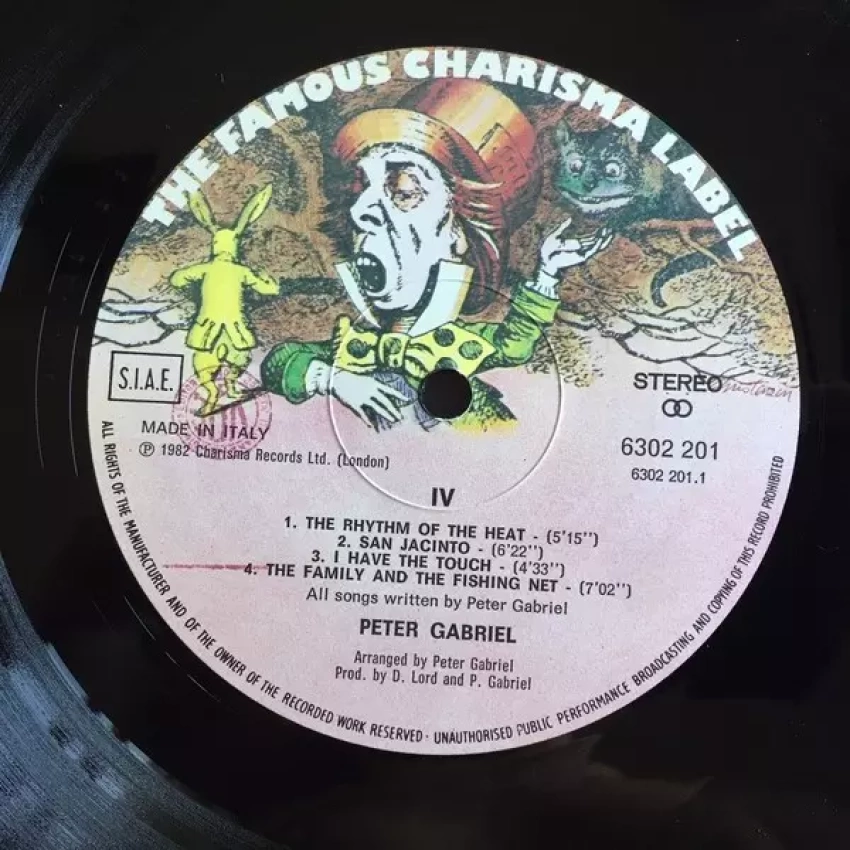 THE FAMOUS CHARISMA LABEL
S.I.A.E.
STEREO
MADE IN ITALY
℗ 1982 Charisma Records Ltd. (London)
6302 201
6302 201.1
IV
1. THE RHYTHM OF THE HEAT - (5'15'')
2. SAN JACINTO - (6'22'')
3. I HAVE THE TOUCH - (4'33'')
4. THE FAMILY AND THE FISHING NET - (7'02'')
All songs written by Peter Gabriel
PETER GABRIEL
Arranged by Peter Gabriel
Prod. by D. Lord and P. Gabriel
ALL RIGHTS OF THE MANUFACTURER AND OF THE OWNER OF THE RECORDED WORK RESERVED · UNAUTHORISED PUBLIC PERFORMANCE BROADCASTING AND COPYING OF THIS RECORD PROHIBITED